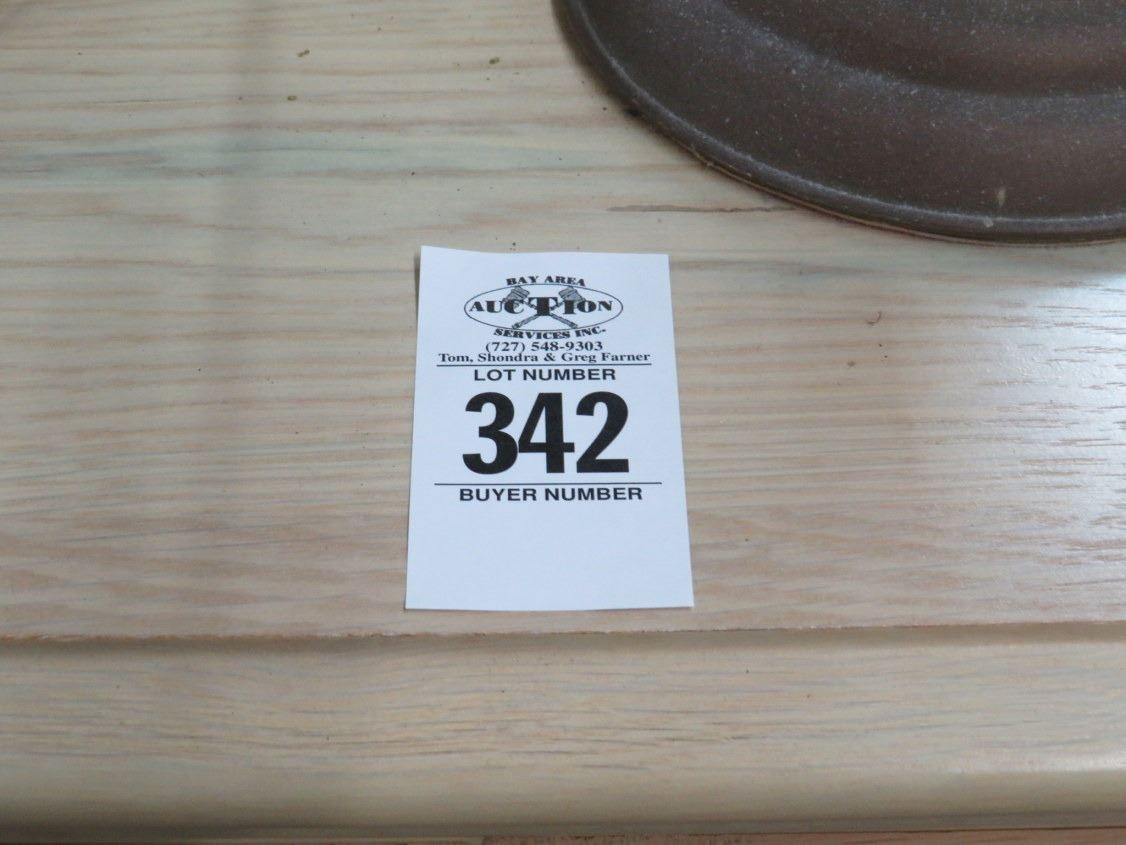 BAY AREA
AUCTION
SERVICES INC.
(727) 548-9303
Tom, Shondra & Greg Farner
LOT NUMBER
342
BUYER NUMBER